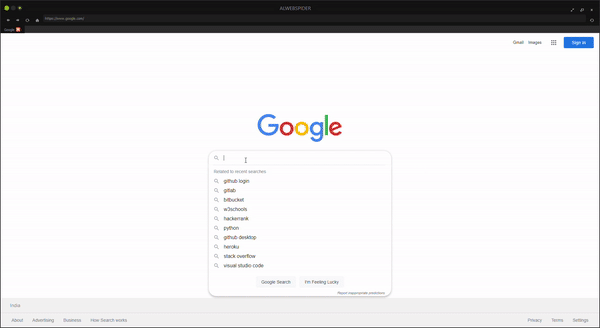 ALWEBSPIDER
https://www.google.com/
Google
Gmail Images Sign in
Google
Related to recent searches
github login
gitlab
bitbucket
w3schools
hackerrank
python
github desktop
heroku
stack overflow
visual studio code
Google Search I'm Feeling Lucky
Report inappropriate predictions
India
About Advertising Business How Search works Privacy Terms Settings